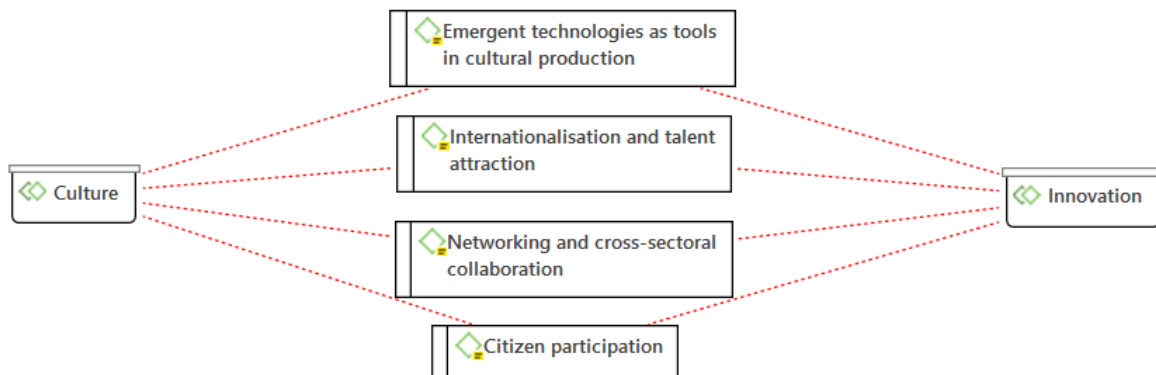 Emergent technologies as tools
in cultural production
Internationalisation and talent
attraction
Culture
Innovation
Networking and cross-sectoral
collaboration
Citizen participation